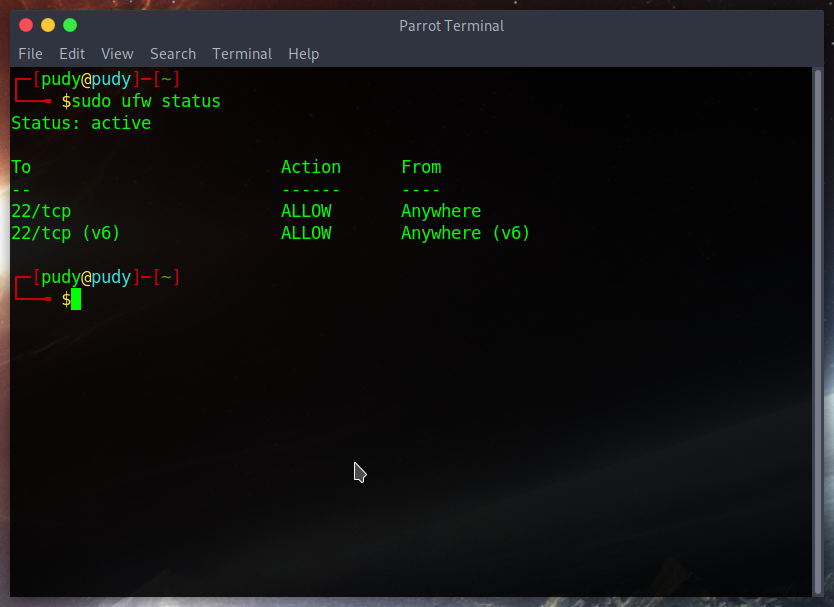 Parrot Terminal
File Edit View Search Terminal Help
┌─[pudy@pudy]─[~]
└──╼ $sudo ufw status
Status: active
To                         Action      From
--                         ------      ----
22/tcp                     ALLOW       Anywhere
22/tcp (v6)                ALLOW       Anywhere (v6)
┌─[pudy@pudy]─[~]
└──╼ $